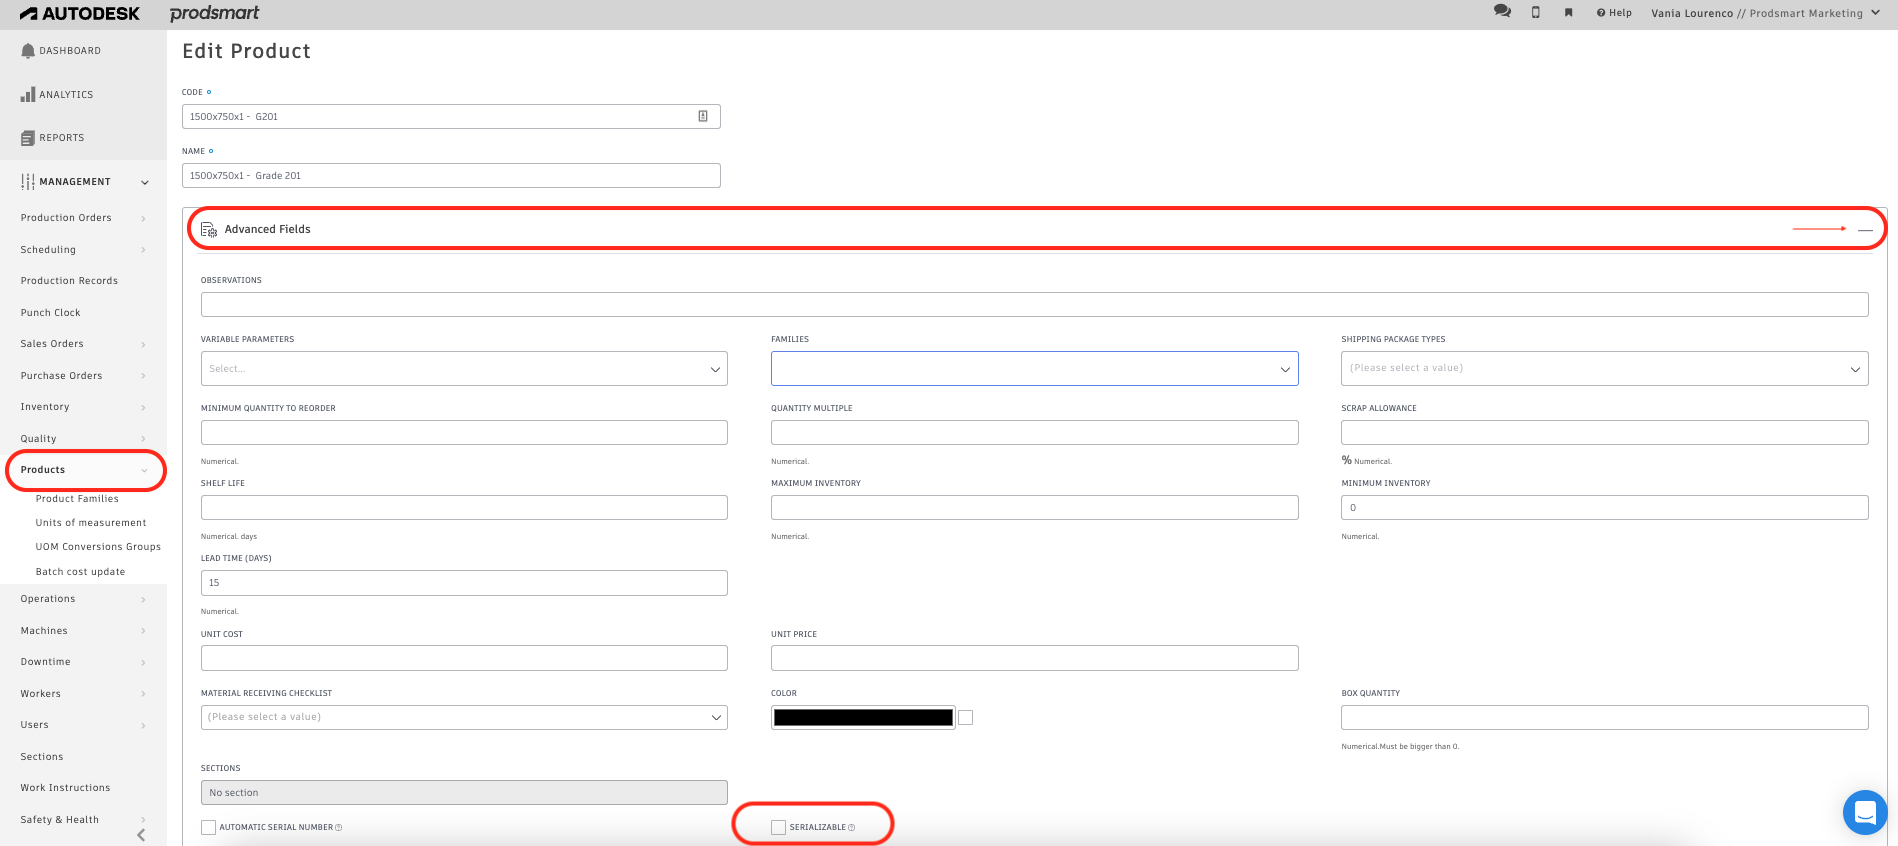 AUTODESK prodsmart
Help Vania Lourenco // Prodsmart Marketing
DASHBOARD
ANALYTICS
REPORTS
MANAGEMENT
Production Orders
Scheduling
Production Records
Punch Clock
Sales Orders
Purchase Orders
Inventory
Quality
Products
Product Families
Units of measurement
UOM Conversions Groups
Batch cost update
Operations
Machines
Downtime
Workers
Users
Sections
Work Instructions
Safety & Health
Edit Product
CODE
1500x750x1 - G201
NAME
1500x750x1 - Grade 201
Advanced Fields
OBSERVATIONS
VARIABLE PARAMETERS FAMILIES SHIPPING PACKAGE TYPES
Select... (Please select a value)
MINIMUM QUANTITY TO REORDER QUANTITY MULTIPLE SCRAP ALLOWANCE
Numerical. Numerical. % Numerical.
SHELF LIFE MAXIMUM INVENTORY MINIMUM INVENTORY
0
Numerical. days Numerical. Numerical.
LEAD TIME (DAYS)
15
Numerical.
UNIT COST UNIT PRICE
MATERIAL RECEIVING CHECKLIST COLOR BOX QUANTITY
(Please select a value)
Numerical.Must be bigger than 0.
SECTIONS
No section
AUTOMATIC SERIAL NUMBER SERIALIZABLE